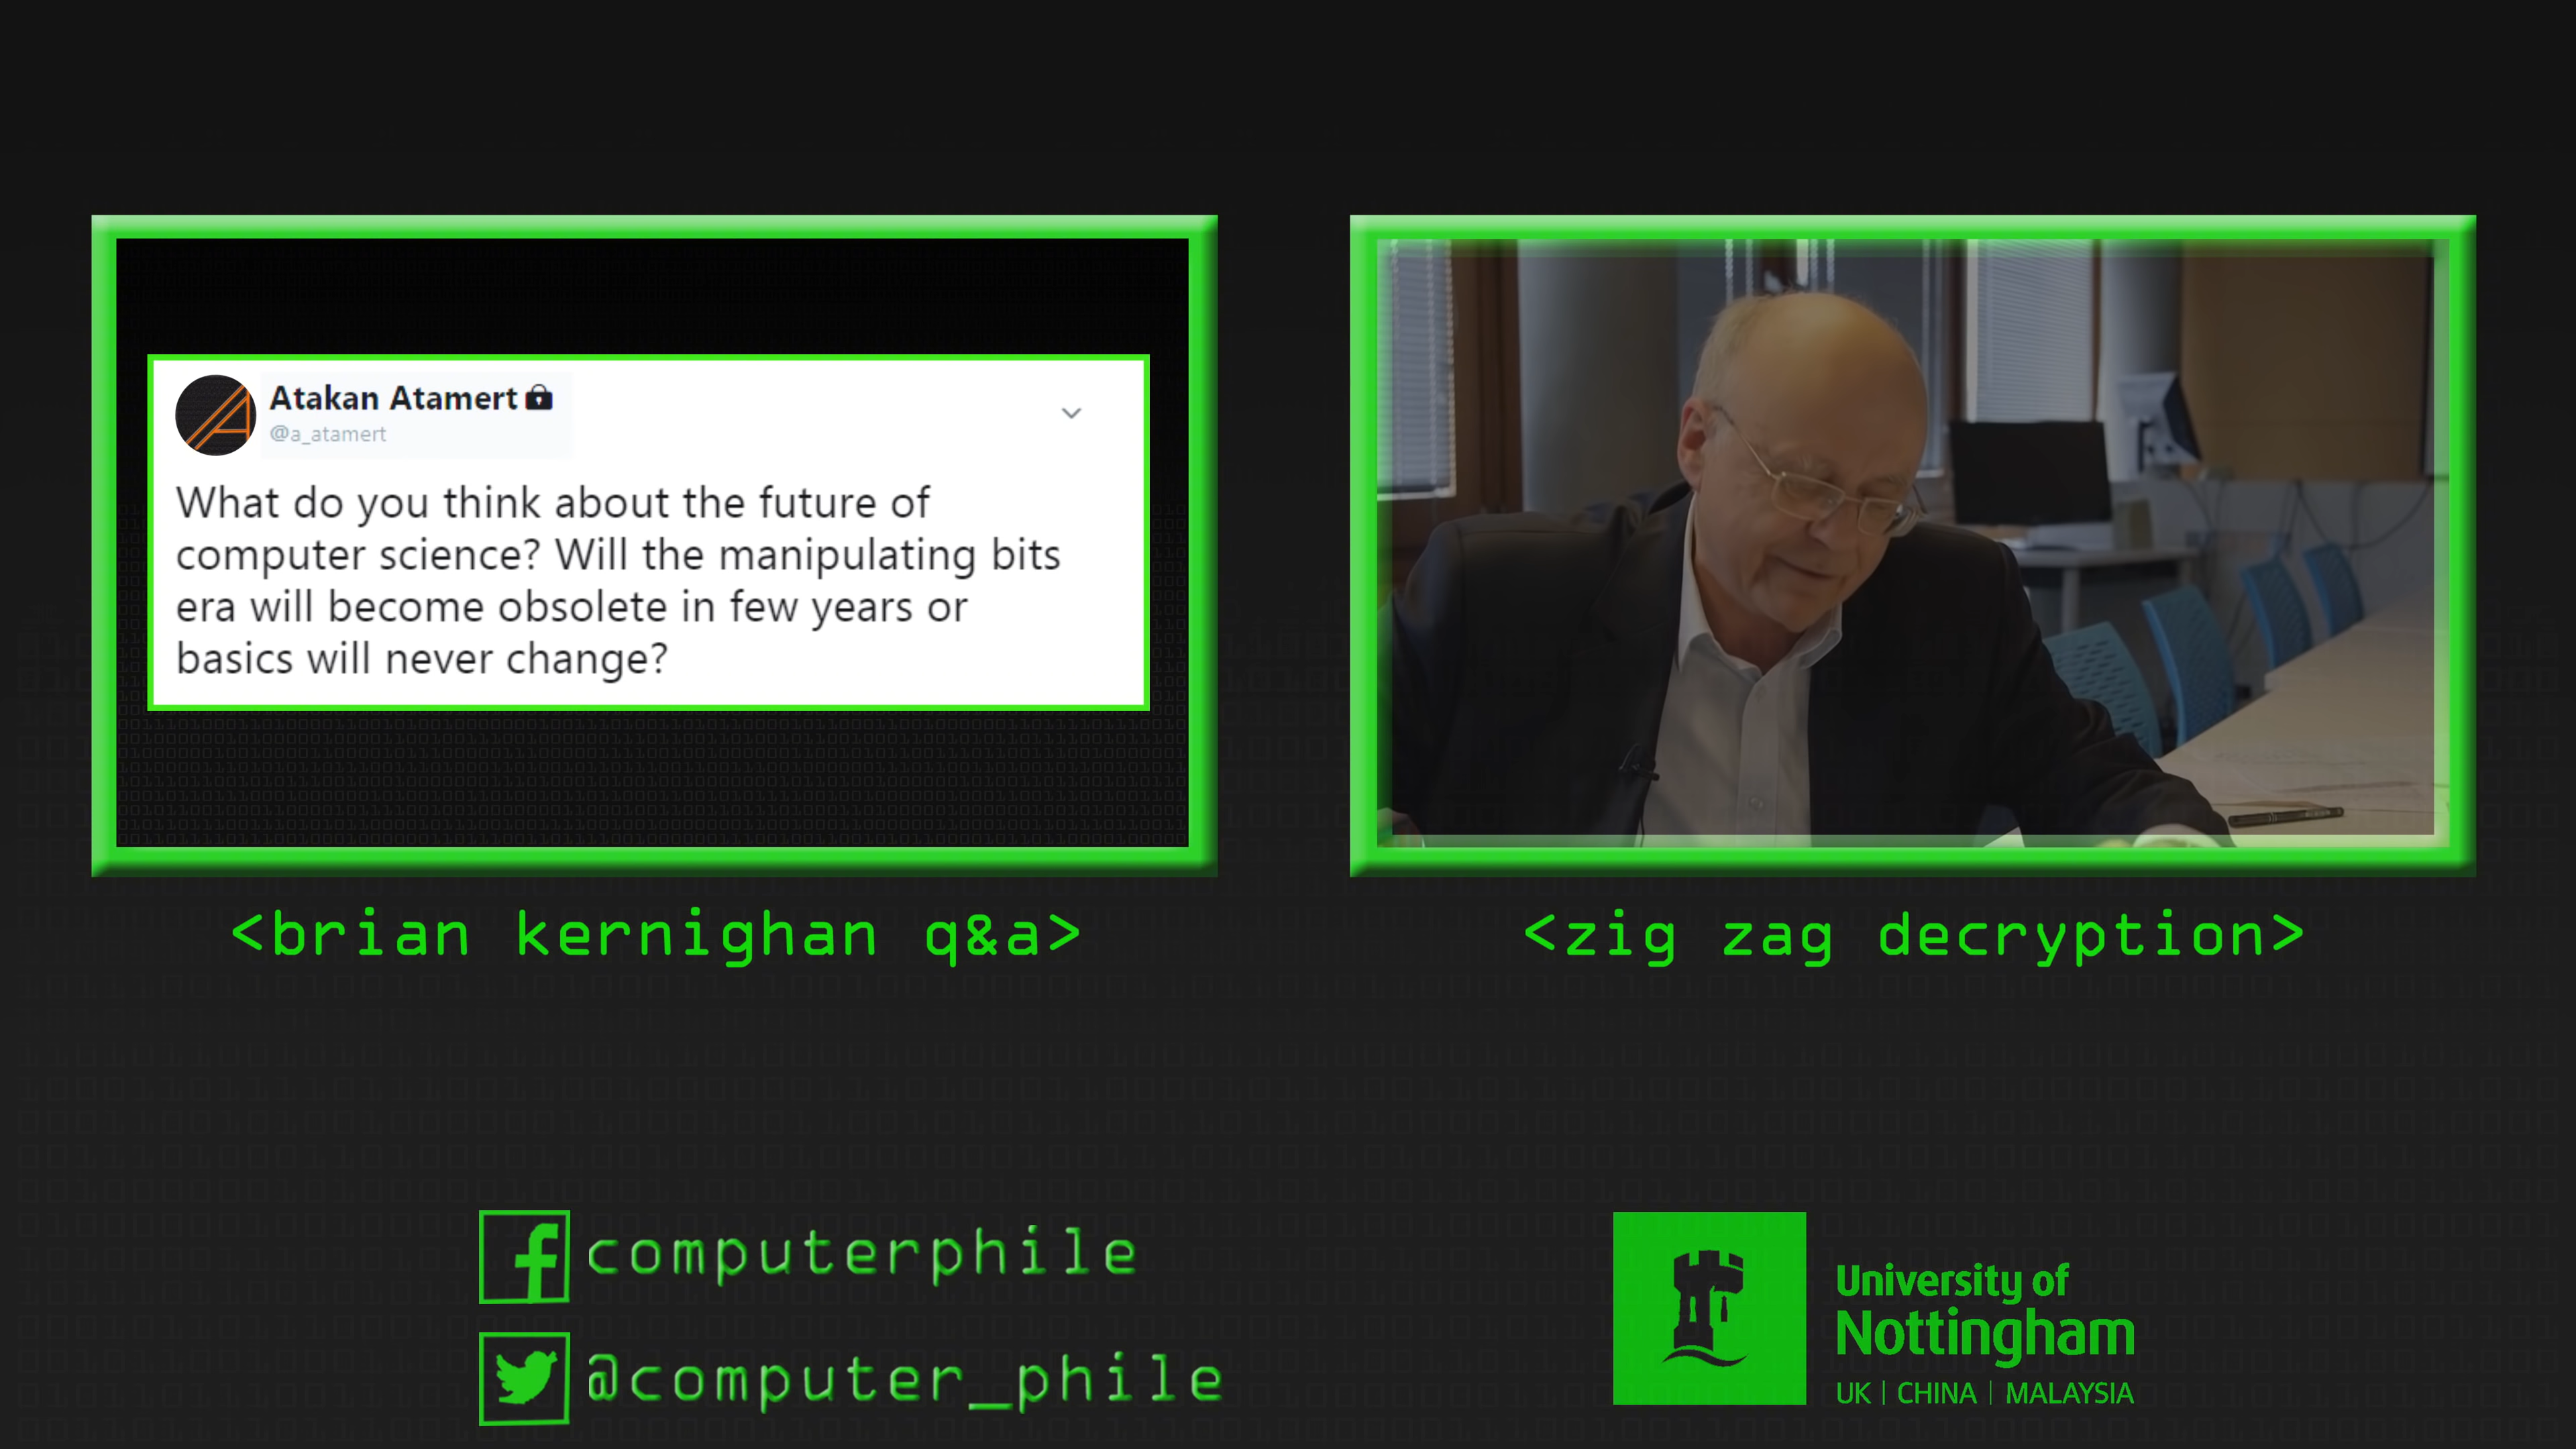 Atakan Atamert
@a_atamert
What do you think about the future of
computer science? Will the manipulating bits
era will become obsolete in few years or
basics will never change?
<brian kernighan q&a>
<zig zag decryption>
computerphile
@computer_phile
University of
Nottingham
UK | CHINA | MALAYSIA